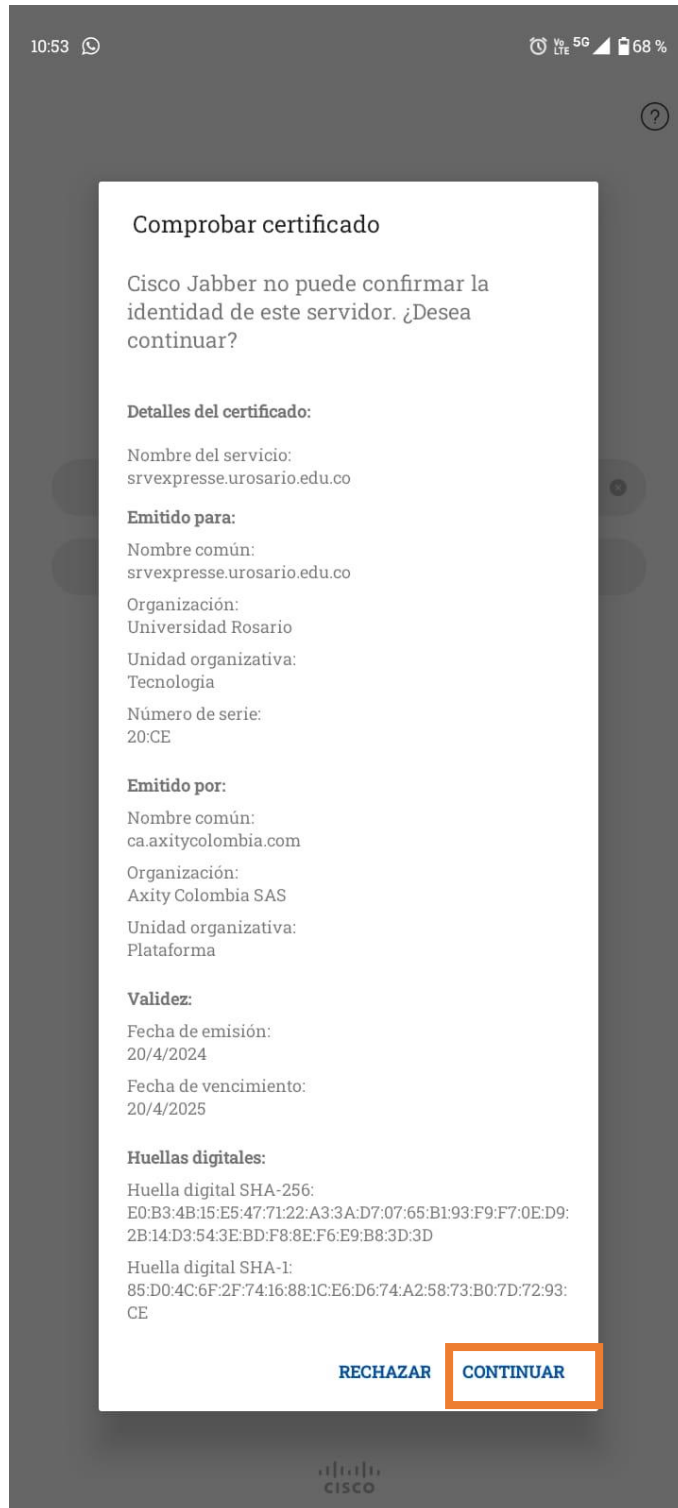 10:53
Vo LTE 5G 68 %
?
Comprobar certificado
Cisco Jabber no puede confirmar la
identidad de este servidor. ¿Desea
continuar?
Detalles del certificado:
Nombre del servicio:
srvexpresse.urosario.edu.co
Emitido para:
Nombre común:
srvexpresse.urosario.edu.co
Organización:
Universidad Rosario
Unidad organizativa:
Tecnologia
Número de serie:
20:CE
Emitido por:
Nombre común:
ca.axitycolombia.com
Organización:
Axity Colombia SAS
Unidad organizativa:
Plataforma
Validez:
Fecha de emisión:
20/4/2024
Fecha de vencimiento:
20/4/2025
Huellas digitales:
Huella digital SHA-256:
E0:B3:4B:15:E5:47:71:22:A3:3A:D7:07:65:B1:93:F9:F7:0E:D9:
2B:14:D3:54:3E:BD:F8:8E:F6:E9:B8:3D:3D
Huella digital SHA-1:
85:D0:4C:6F:2F:74:16:88:1C:E6:D6:74:A2:58:73:B0:7D:72:93:
CE
RECHAZAR CONTINUAR
CISCO